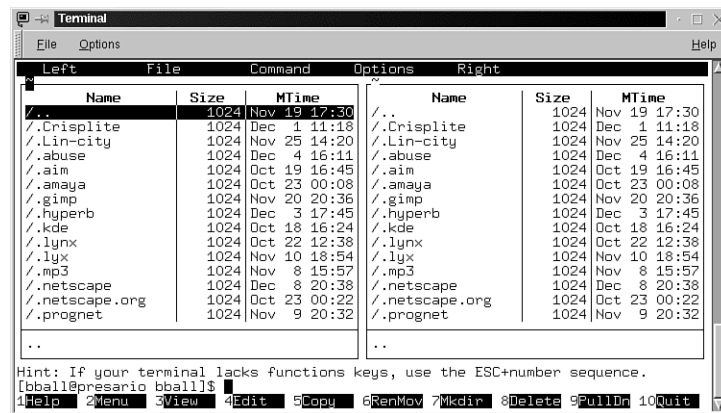 Terminal
File Options Help
Left File Command Options Right
~ ~
Name Size MTime Name Size MTime
/.. 1024 Nov 19 17:30 /.. 1024 Nov 19 17:30
/.Crisplite 1024 Dec 1 11:18 /.Crisplite 1024 Dec 1 11:18
/.Lin-city 1024 Nov 25 14:20 /.Lin-city 1024 Nov 25 14:20
/.abuse 1024 Dec 4 16:11 /.abuse 1024 Dec 4 16:11
/.aim 1024 Oct 19 16:45 /.aim 1024 Oct 19 16:45
/.amaya 1024 Oct 23 00:08 /.amaya 1024 Oct 23 00:08
/.gimp 1024 Nov 20 20:36 /.gimp 1024 Nov 20 20:36
/.hyperb 1024 Dec 3 17:45 /.hyperb 1024 Dec 3 17:45
/.kde 1024 Oct 18 16:24 /.kde 1024 Oct 18 16:24
/.lynx 1024 Oct 22 12:38 /.lynx 1024 Oct 22 12:38
/.lyx 1024 Nov 10 18:54 /.lyx 1024 Nov 10 18:54
/.mp3 1024 Nov 8 15:57 /.mp3 1024 Nov 8 15:57
/.netscape 1024 Dec 8 20:38 /.netscape 1024 Dec 8 20:38
/.netscape.org 1024 Oct 23 00:22 /.netscape.org 1024 Oct 23 00:22
/.prognet 1024 Nov 9 20:32 /.prognet 1024 Nov 9 20:32
.. ..
Hint: If your terminal lacks functions keys, use the ESC+number sequence.
[bball@presario bball]$
1Help 2Menu 3View 4Edit 5Copy 6RenMov 7Mkdir 8Delete 9PullDn 10Quit